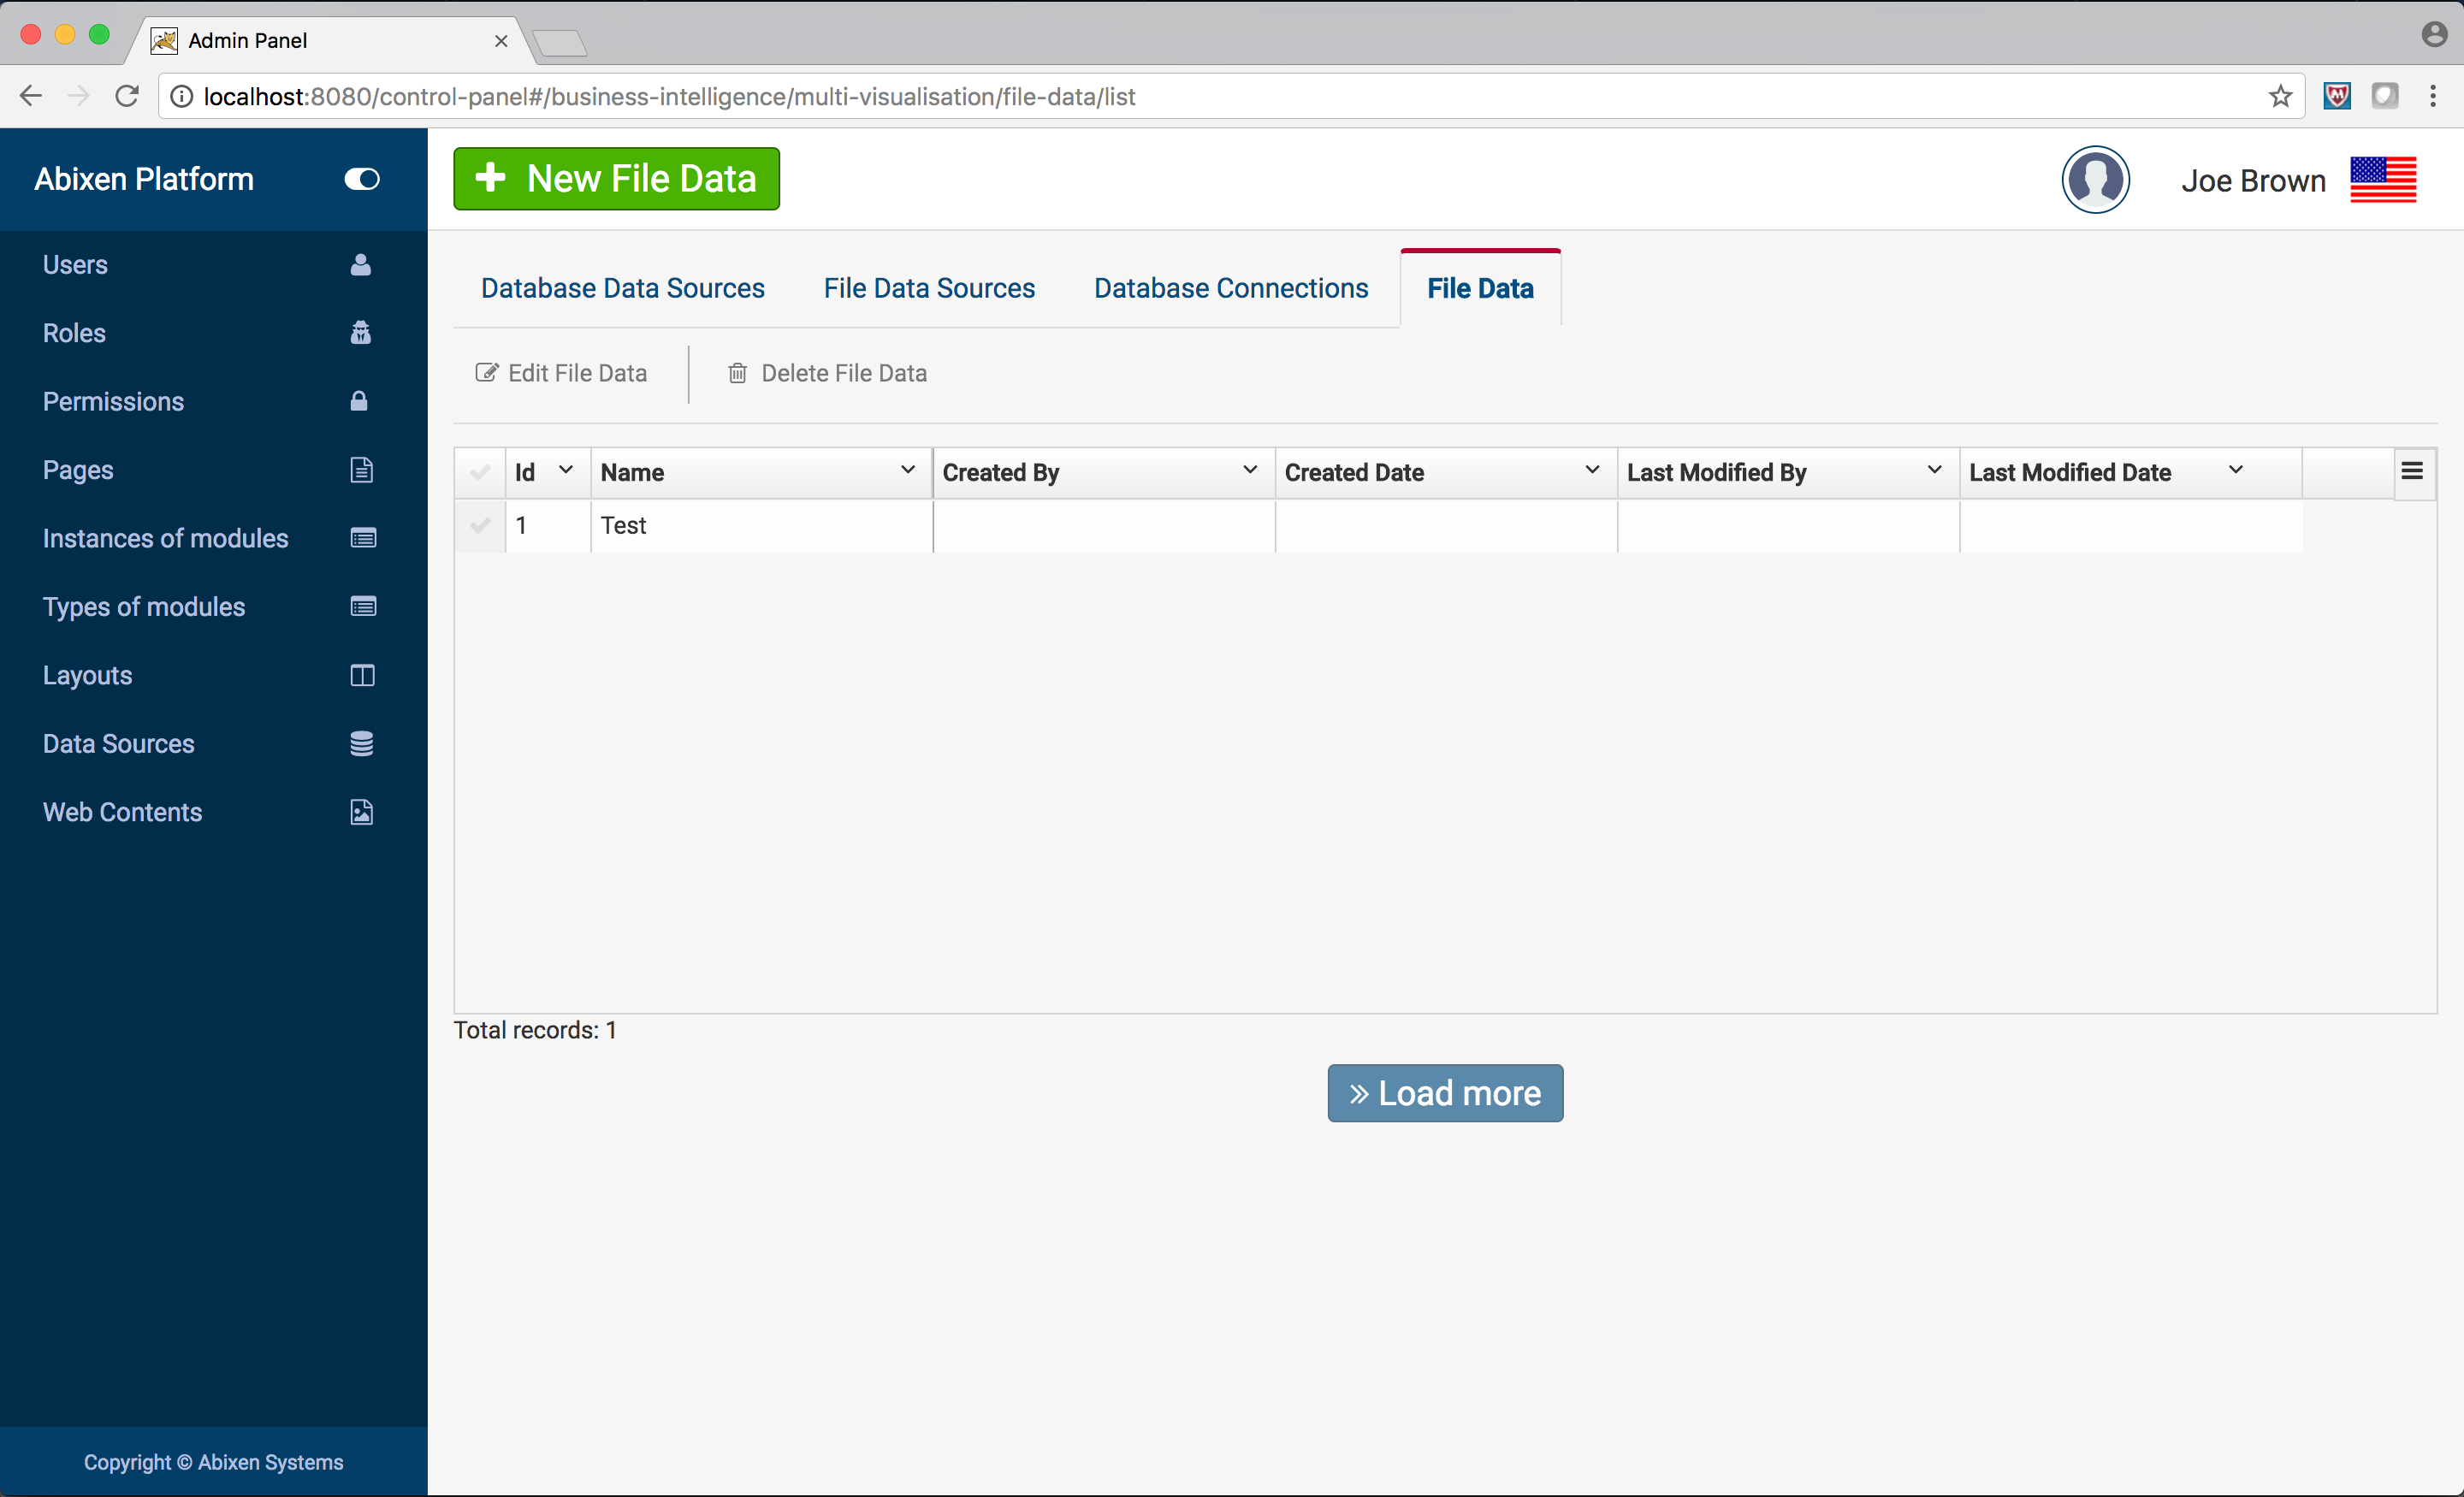 Admin Panel
localhost:8080/control-panel#/business-intelligence/multi-visualisation/file-data/list
Abixen Platform
New File Data
Joe Brown
Users
Roles
Permissions
Pages
Instances of modules
Types of modules
Layouts
Data Sources
Web Contents
Database Data Sources File Data Sources Database Connections File Data
Edit File Data Delete File Data
Id Name Created By Created Date Last Modified By Last Modified Date
1 Test
Total records: 1
Load more
Copyright © Abixen Systems